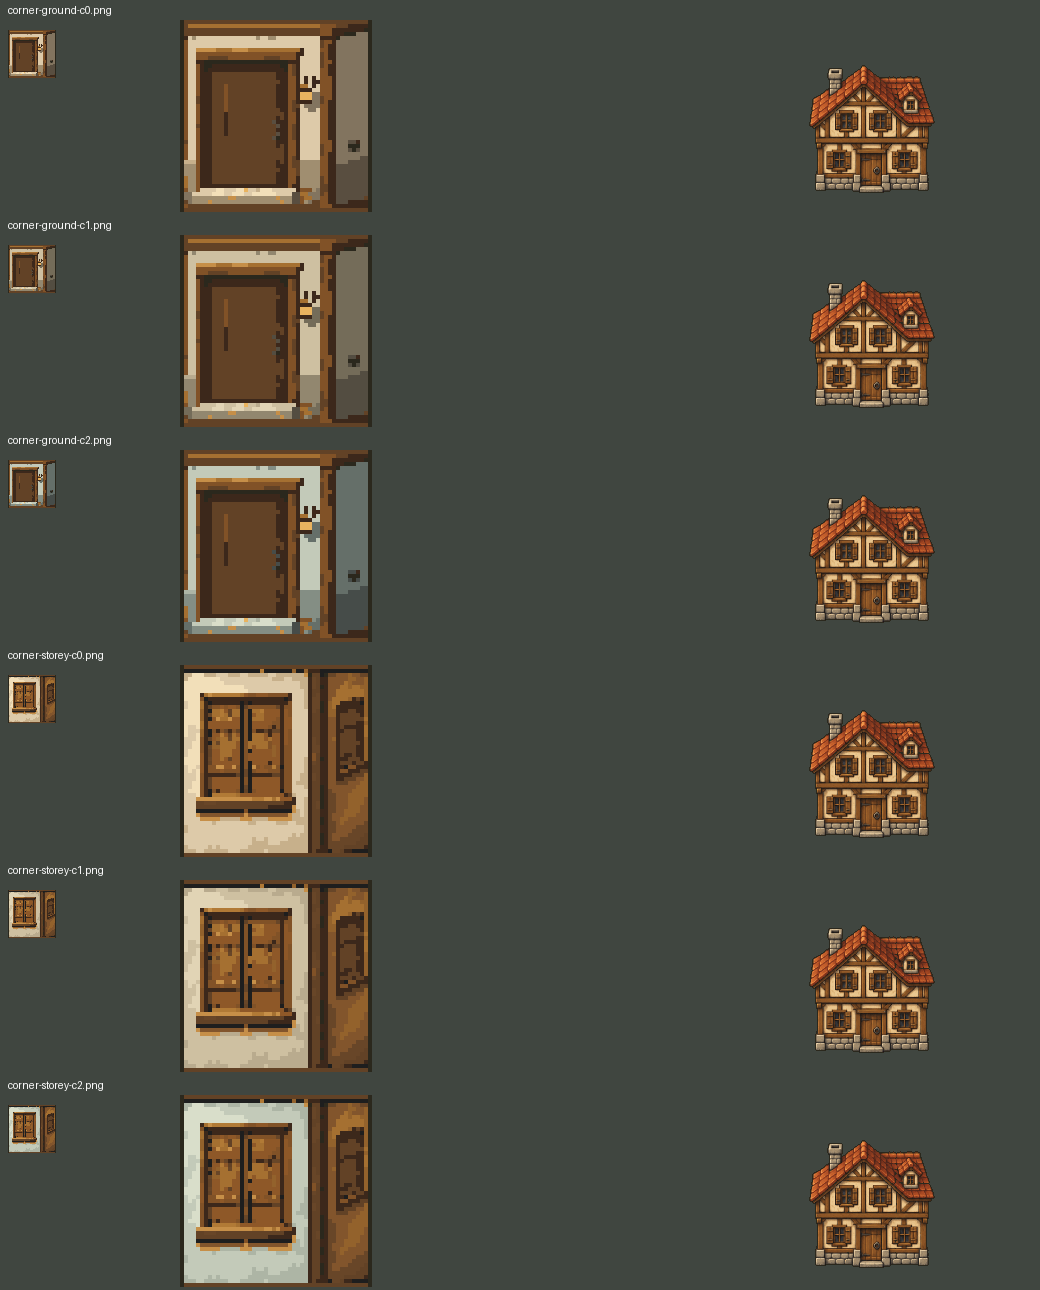 corner-ground-c0.png
corner-ground-c1.png
corner-ground-c2.png
corner-storey-c0.png
corner-storey-c1.png
corner-storey-c2.png